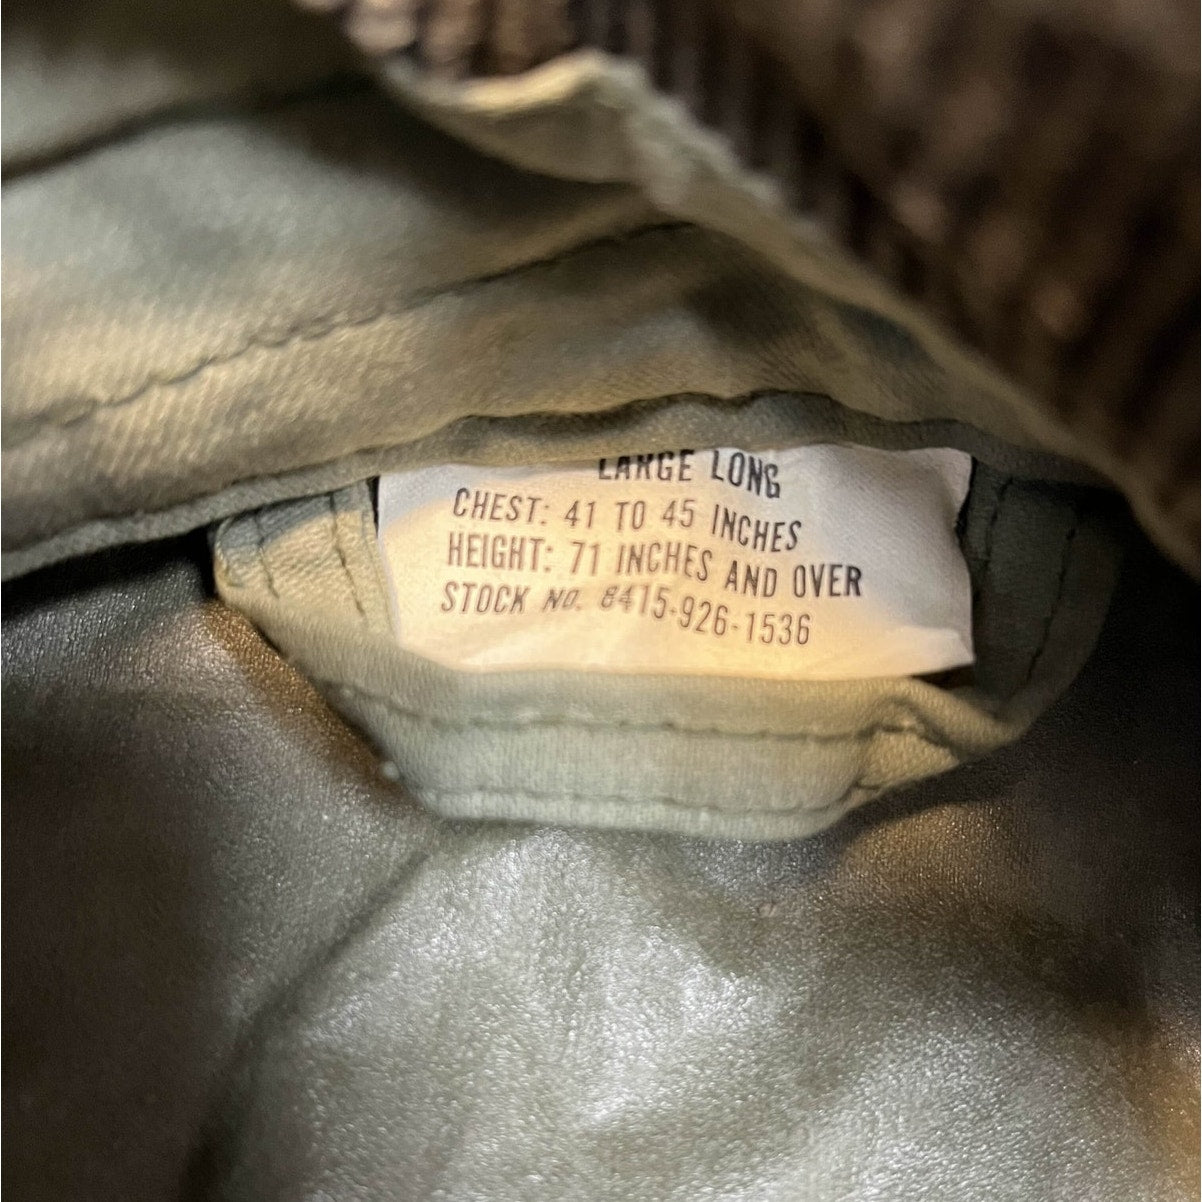 LARGE LONG
CHEST: 41 TO 45 INCHES
HEIGHT: 71 INCHES AND OVER
STOCK NO. 8415-926-1536